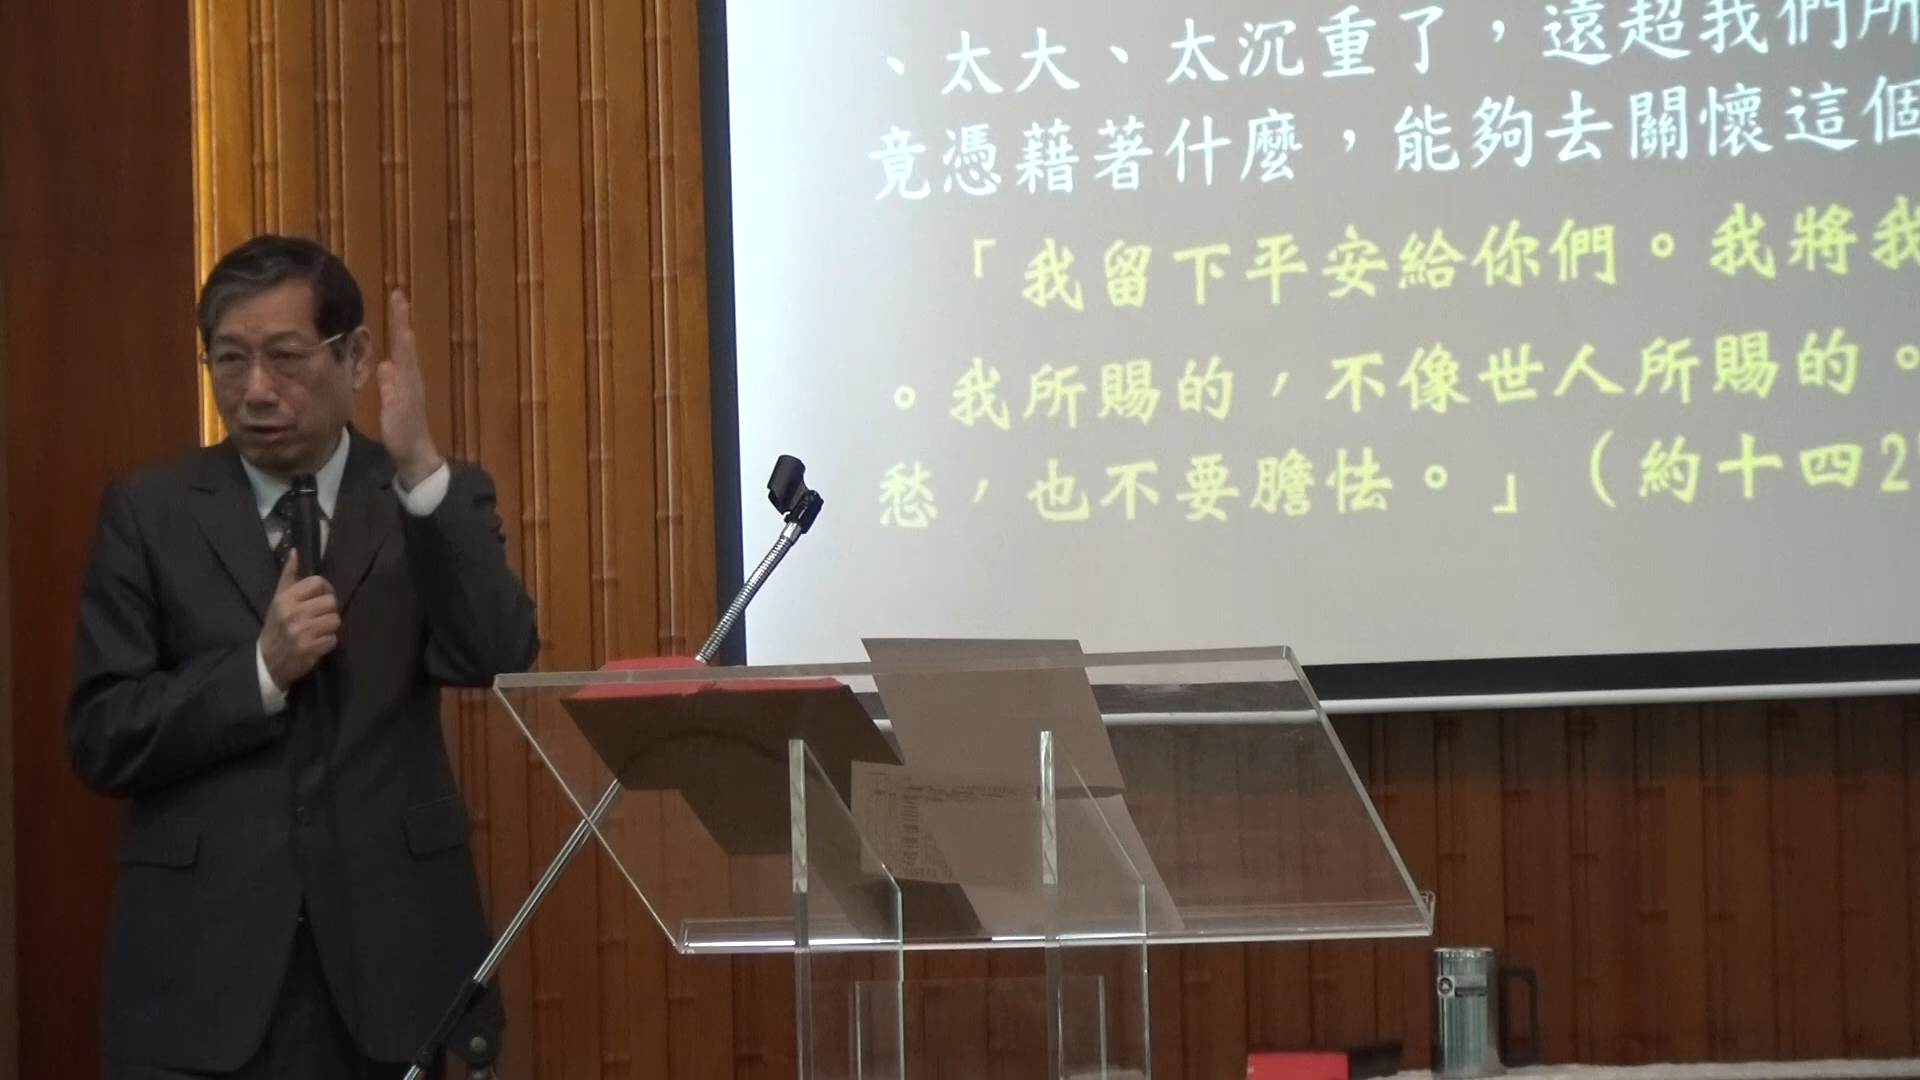 、太大、太沉重了，遠超我們所
竟憑藉著什麼，能夠去關懷這個
「我留下平安給你們。我將我
。我所賜的，不像世人所賜的。
愁，也不要膽怯。」（約十四2